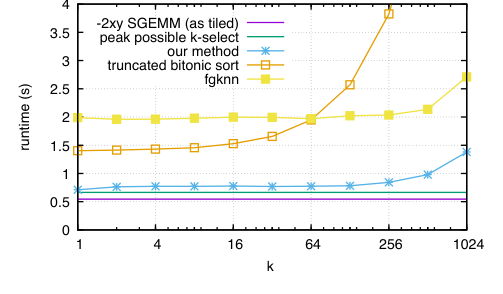 4
3.5
3
2.5
2
1.5
1
0.5
0
runtime (s)
-2xy SGEMM (as tiled)
peak possible k-select
our method
truncated bitonic sort
fgknn
1 4 16 64 256 1024
k